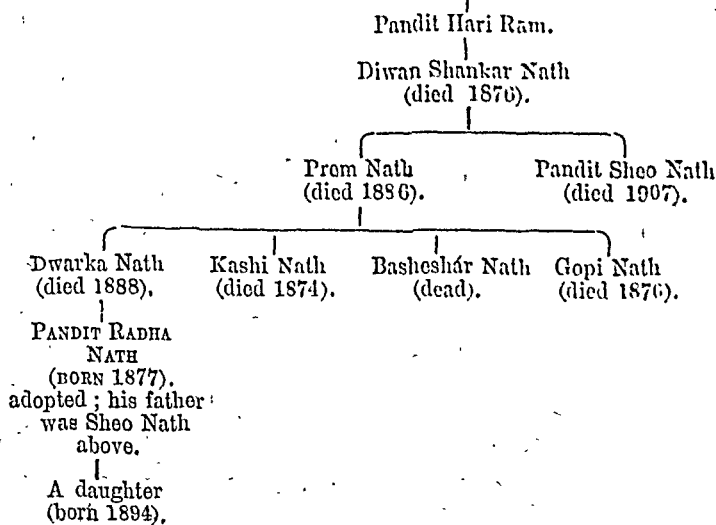 Pandit Hari Ram.
Diwan Shankar Nath
(died 1876).
Prem Nath
(died 1886).
Pandit Sheo Nath
(died 1907).
Dwarka Nath
(died 1888).
Kashi Nath
(died 1874).
Basheshár Nath
(dead).
Gopi Nath
(died 1876).
PANDIT RADHA
NATH
(BORN 1877).
adopted ; his father
was Sheo Nath
above.
A daughter
(born 1894).